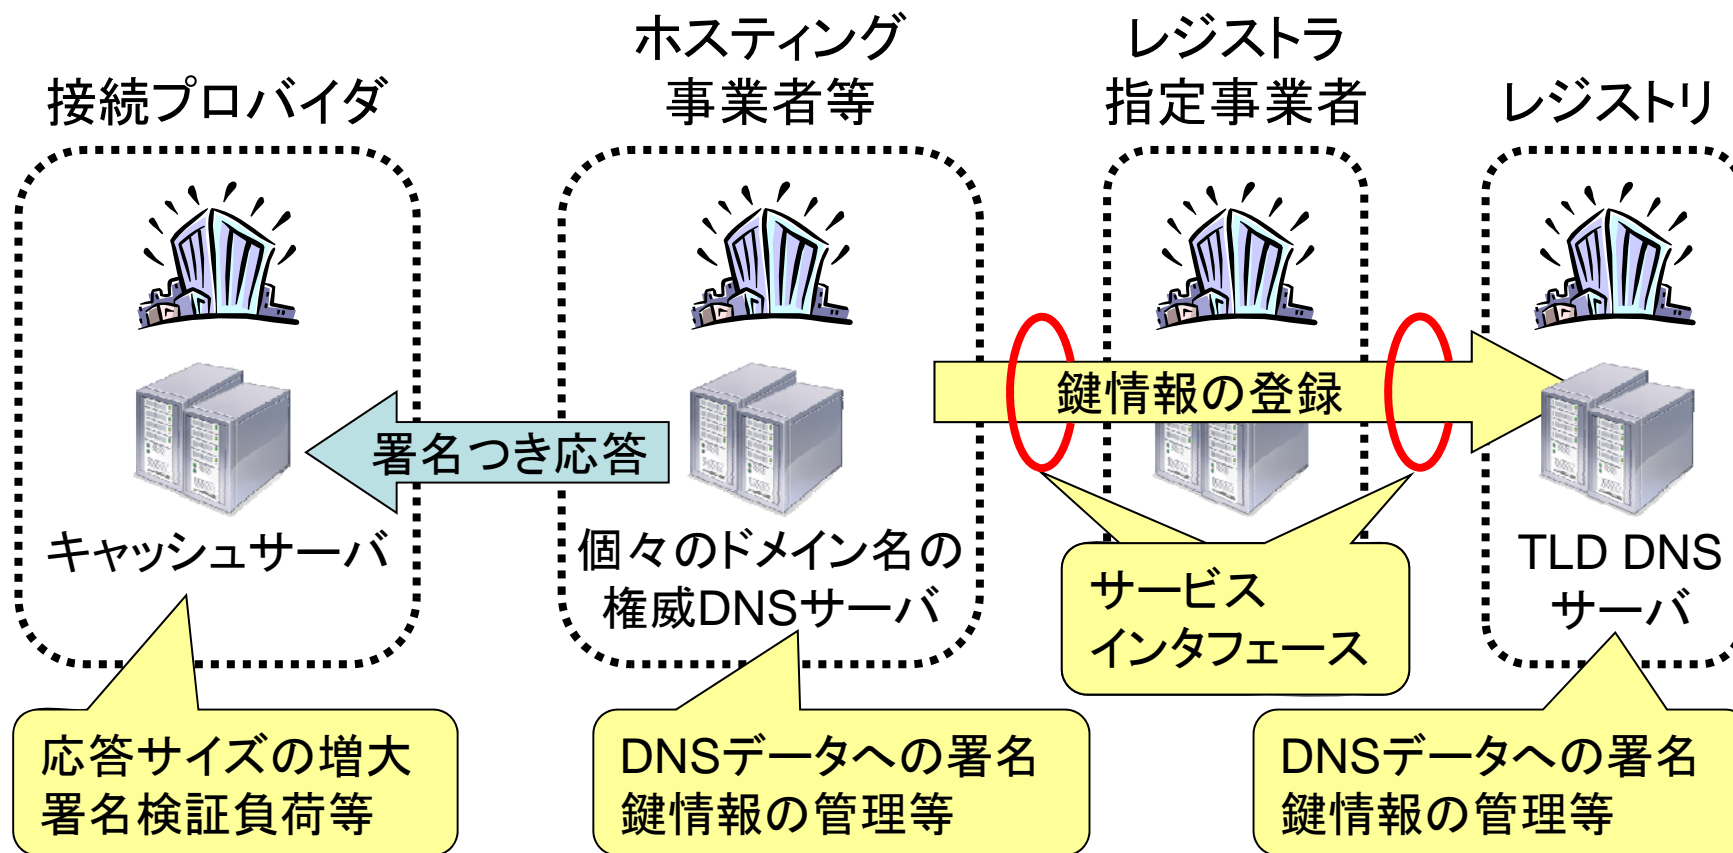 接続プロバイダ
ホスティング
事業者等
レジストラ
指定事業者
レジストリ
鍵情報の登録
署名つき応答
キャッシュサーバ
個々のドメイン名の
権威DNSサーバ
サービス
インタフェース
TLD DNS
サーバ
応答サイズの増大
署名検証負荷等
DNSデータへの署名
鍵情報の管理等
DNSデータへの署名
鍵情報の管理等